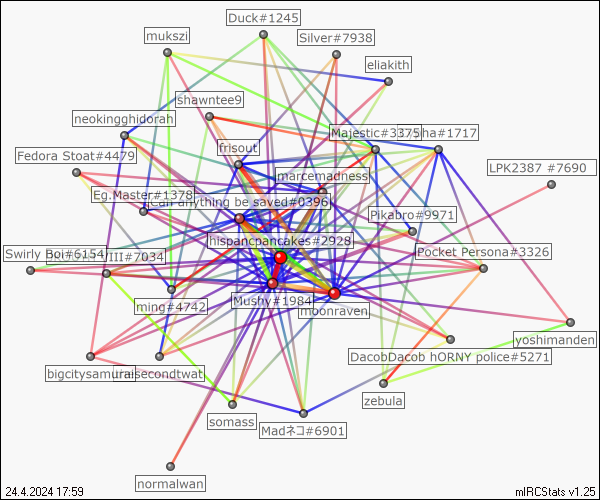 Duck#1245
mukszi
Silver#7938
eliakith
shawntee9
neokingghidorah
Majestic#3375
ha#1717
frisout
Fedora Stoat#4479
marcemadness
LPK2387 #7690
Eg.Master#1378
an anything be saved#0396
Pikabro#9971
hispanicpancakes#2928
Swirly Boi#6154
III#7034
Pocket Persona#3326
ming#4742
Mushy#1984
moonraven
yoshimanden
DacobDacob hORNY police#5271
bigcitysamurai
raisecondtwat
zebula
somass
Madネコ#6901
normalwan
24.4.2024 17:59
mIRCStats v1.25